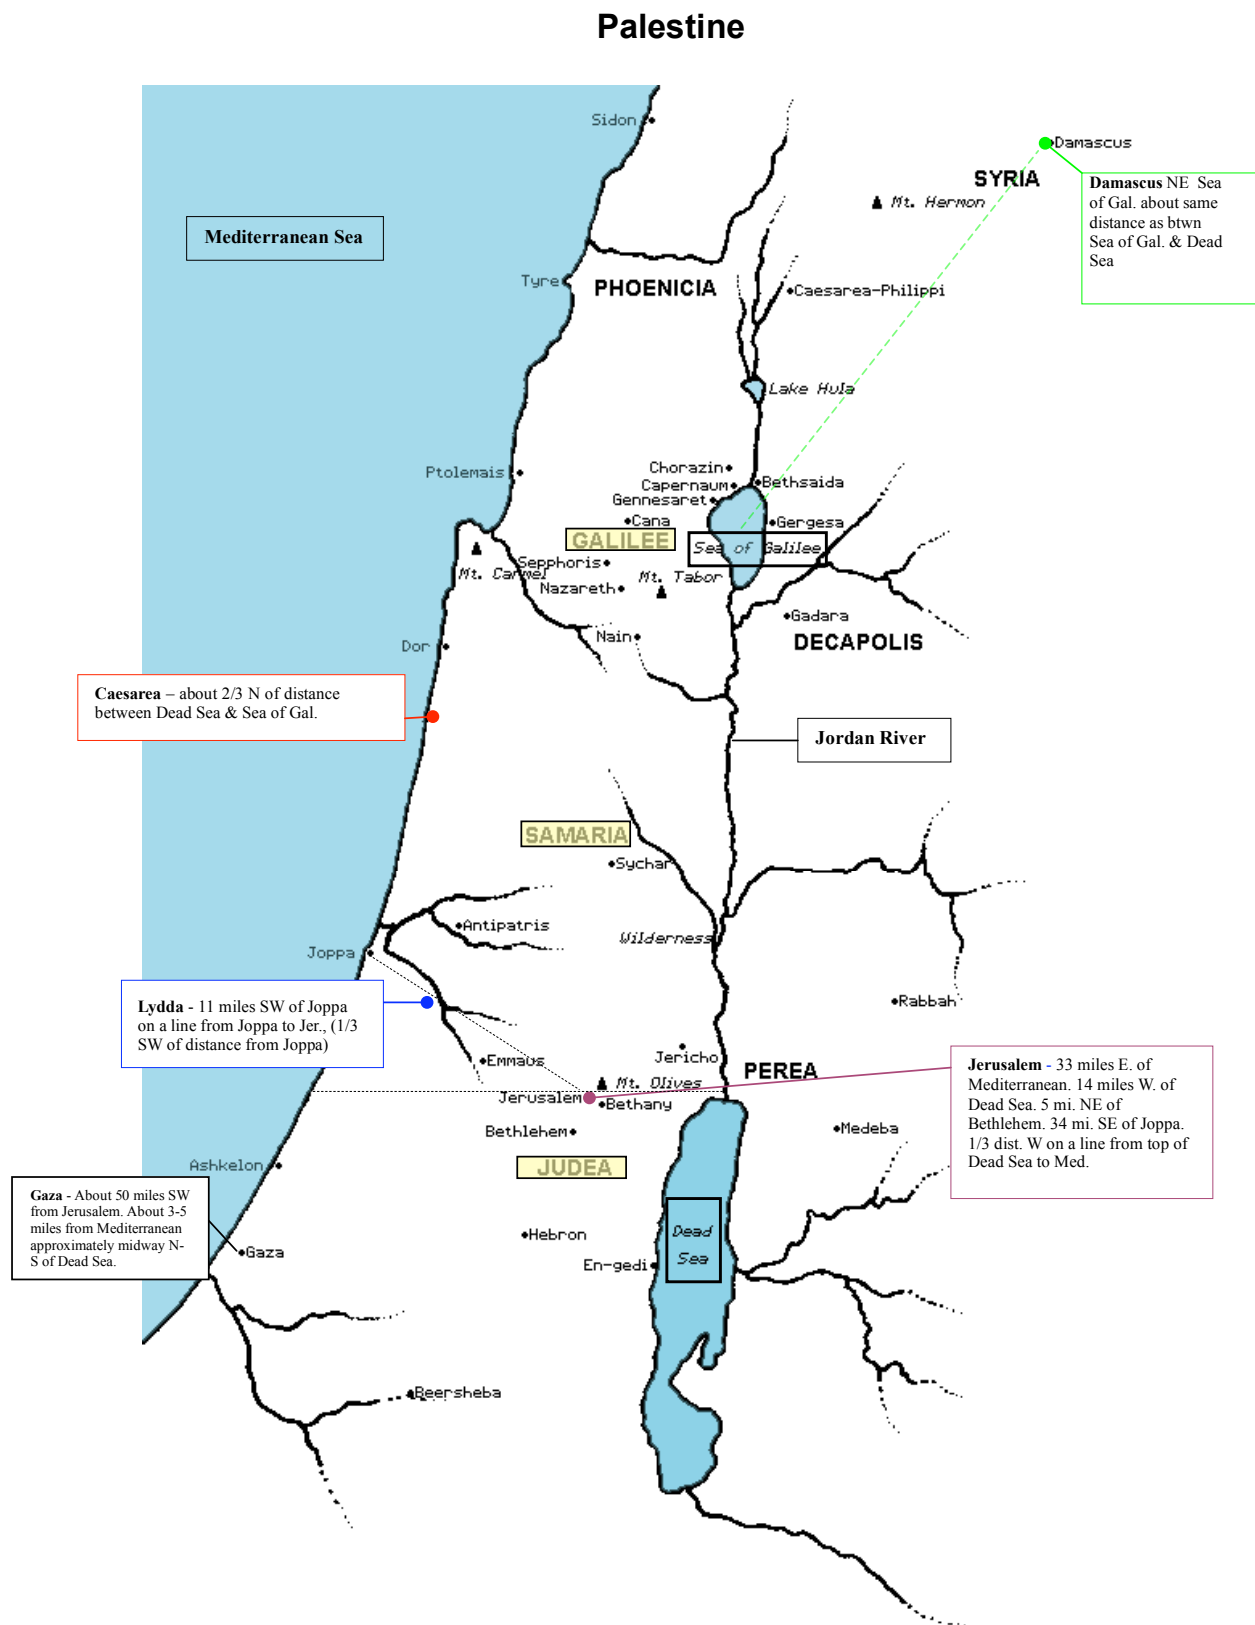 Palestine
Sidon
Damascus
SYRIA
Damascus NE Sea
of Gal. about same
distance as btwn
Sea of Gal. & Dead
Sea
Mt. Hermon
Mediterranean Sea
Tyre
PHOENICIA
Caesarea-Philippi
Lake Hula
Ptolemais
Chorazin
Capernaum
Bethsaida
Gennesaret
Cana
Gergesa
GALILEE
Sea of Galilee
Sepphoris
Mt. Carmel
Mt. Tabor
Nazareth
Gadara
Nain
DECAPOLIS
Dor
Caesarea – about 2/3 N of distance
between Dead Sea & Sea of Gal.
Jordan River
SAMARIA
Sychar
Antipatris
Wilderness
Joppa
Lydda - 11 miles SW of Joppa
on a line from Joppa to Jer., (1/3
SW of distance from Joppa)
Rabbah
Emmaus
Jericho
PEREA
Jerusalem - 33 miles E. of
Mediterranean. 14 miles W. of
Dead Sea. 5 mi. NE of
Bethlehem. 34 mi. SE of Joppa.
1/3 dist. W on a line from top of
Dead Sea to Med.
Mt. Olives
Jerusalem
Bethany
Bethlehem
Medeba
Ashkelon
JUDEA
Gaza - About 50 miles SW
from Jerusalem. About 3-5
miles from Mediterranean
approximately midway N-
S of Dead Sea.
Hebron
Dead
Sea
Gaza
En-gedi
Beersheba